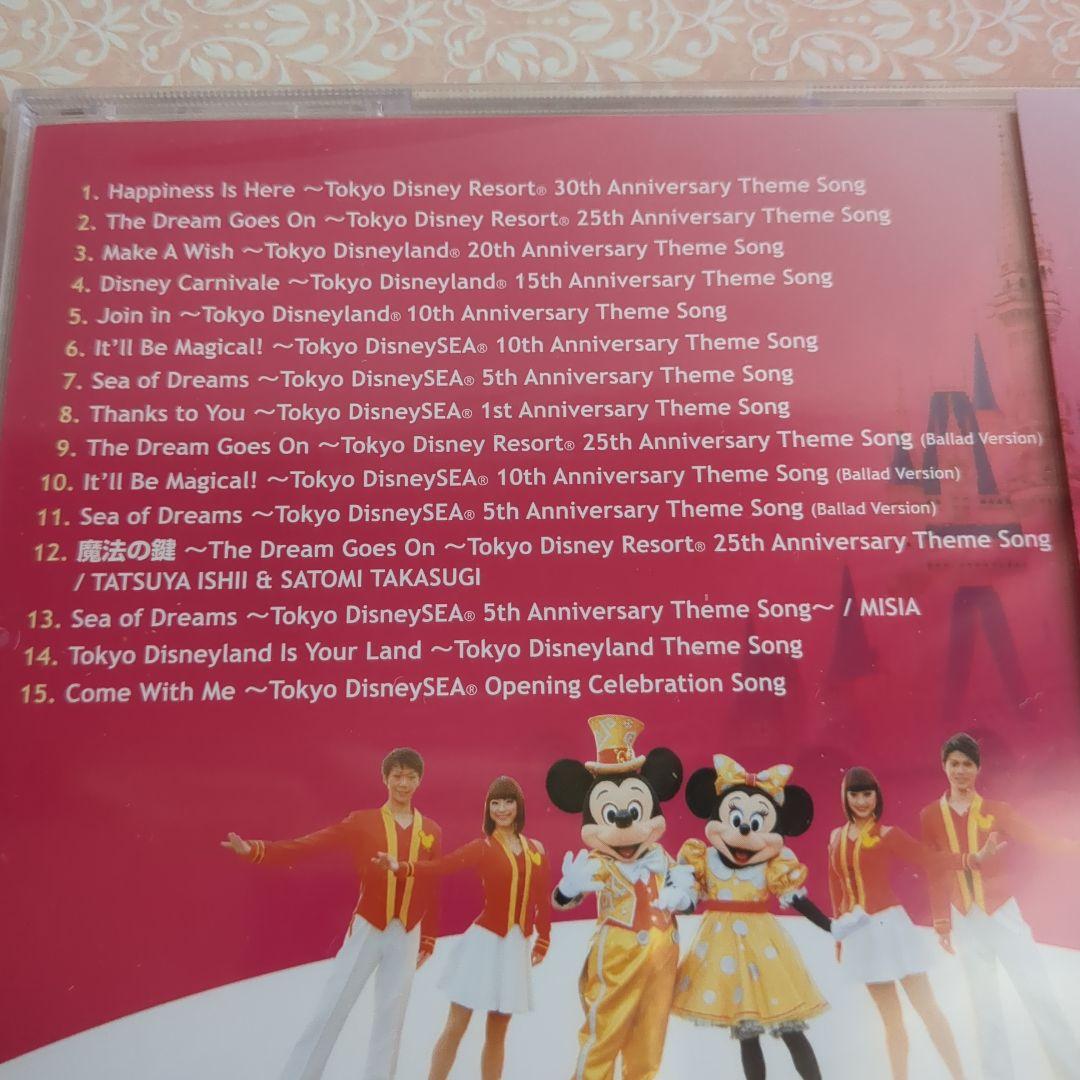 1. Happiness Is Here ～Tokyo Disney Resort® 30th Anniversary Theme Song
2. The Dream Goes On ～Tokyo Disney Resort® 25th Anniversary Theme Song
3. Make A Wish ～Tokyo Disneyland® 20th Anniversary Theme Song
4. Disney Carnivale ～Tokyo Disneyland® 15th Anniversary Theme Song
5. Join in ～Tokyo Disneyland® 10th Anniversary Theme Song
6. It'll Be Magical! ～Tokyo DisneySEA® 10th Anniversary Theme Song
7. Sea of Dreams ～Tokyo DisneySEA® 5th Anniversary Theme Song
8. Thanks to You ～Tokyo DisneySEA® 1st Anniversary Theme Song
9. The Dream Goes On ～Tokyo Disney Resort® 25th Anniversary Theme Song (Ballad Version)
10. It'll Be Magical! ～Tokyo DisneySEA® 10th Anniversary Theme Song (Ballad Version)
11. Sea of Dreams ～Tokyo DisneySEA® 5th Anniversary Theme Song (Ballad Version)
12. 魔法の鍵 ～The Dream Goes On ～Tokyo Disney Resort® 25th Anniversary Theme Song
/ TATSUYA ISHII & SATOMI TAKASUGI
13. Sea of Dreams ～Tokyo DisneySEA® 5th Anniversary Theme Song～ / MISIA
14. Tokyo Disneyland Is Your Land ～Tokyo Disneyland Theme Song
15. Come With Me ～Tokyo DisneySEA® Opening Celebration Song